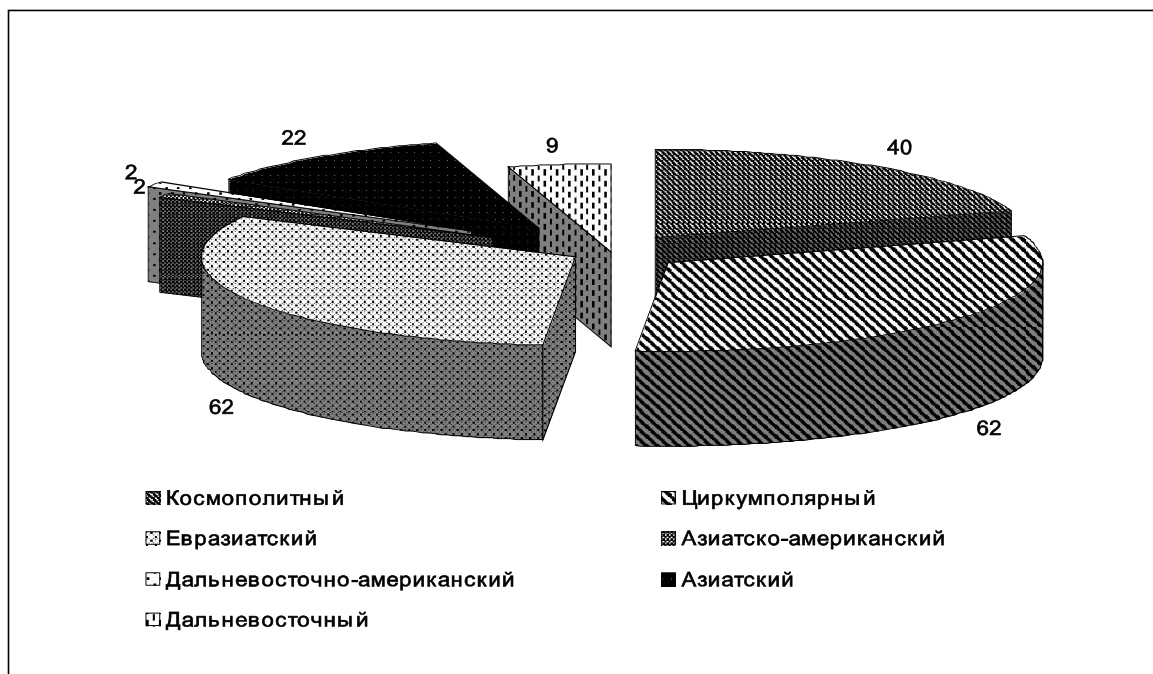 22
9
40
2
2
62
62
Космополитный
Циркумполярный
Евразиатский
Азиатско-американский
Дальневосточно-американский
Азиатский
Дальневосточный